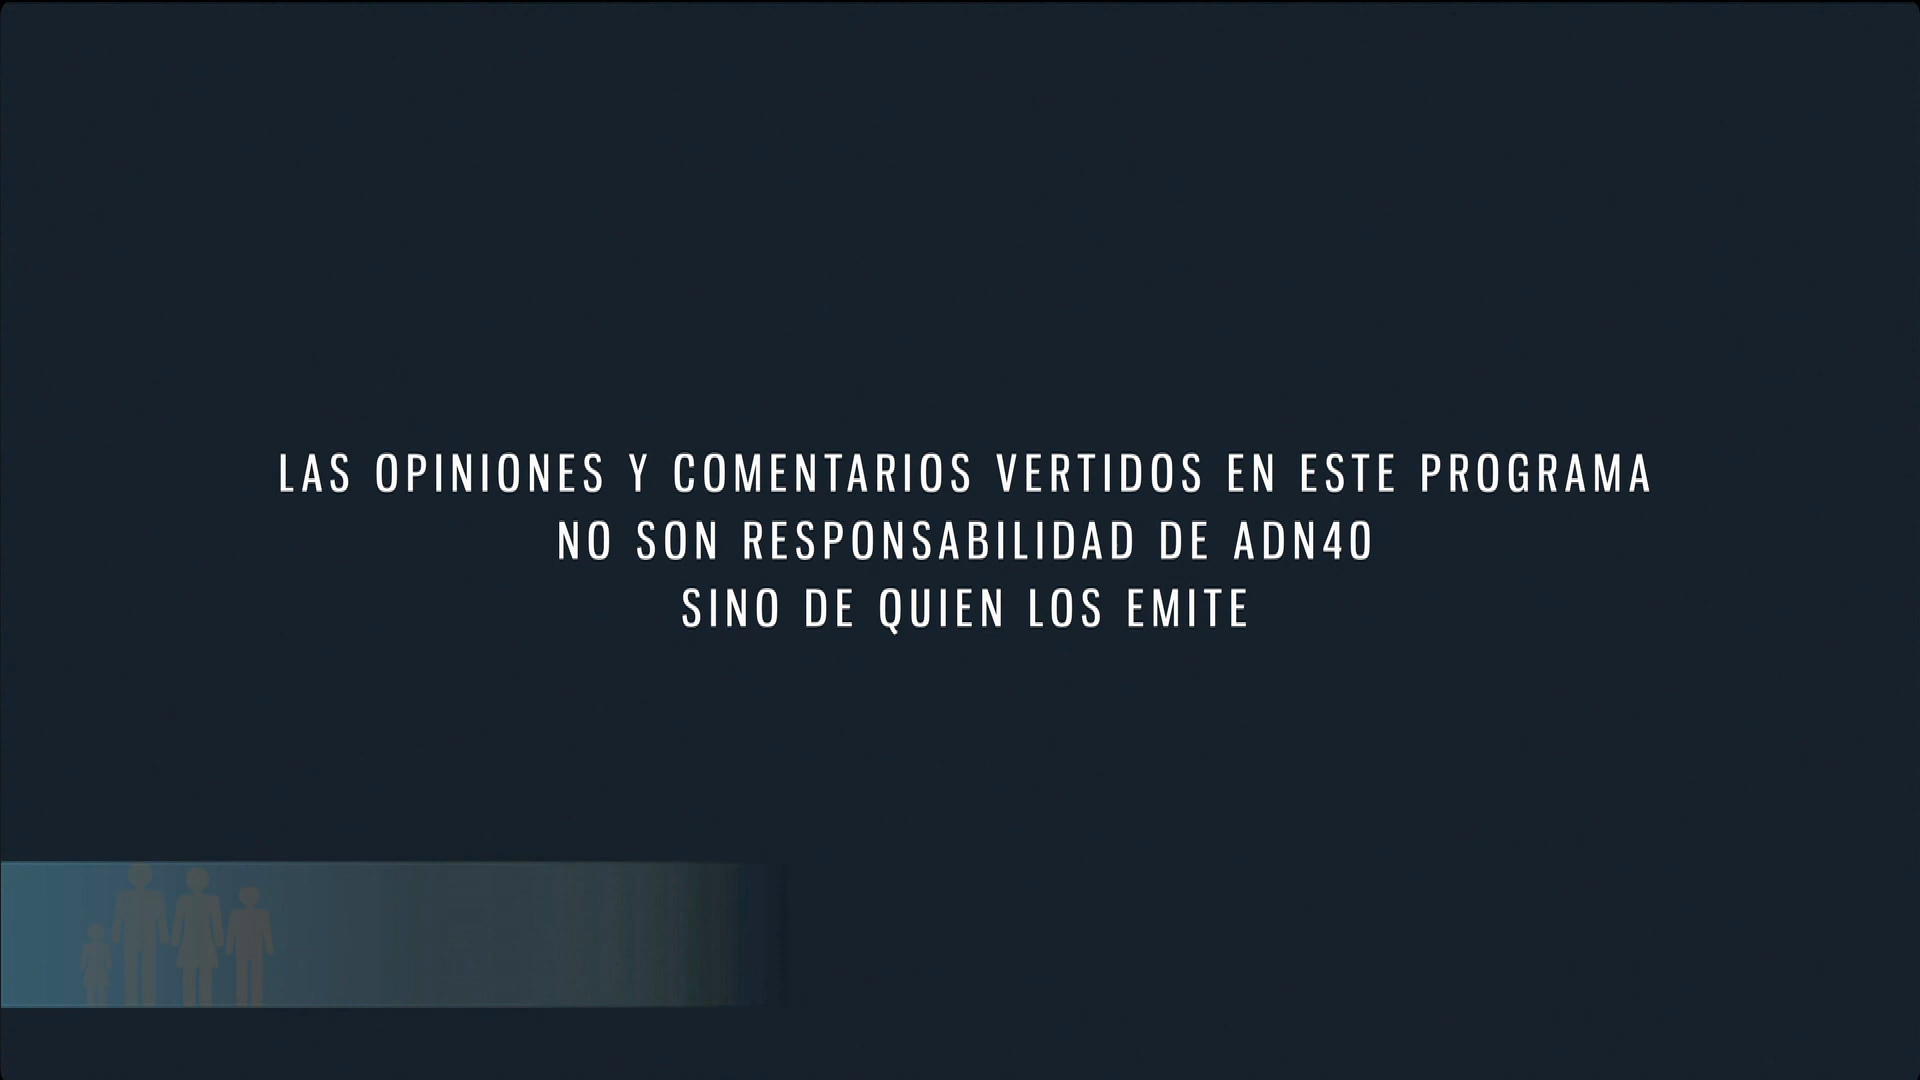 LAS OPINIONES Y COMENTARIOS VERTIDOS EN ESTE PROGRAMA
NO SON RESPONSABILIDAD DE ADN40
SINO DE QUIEN LOS EMITE